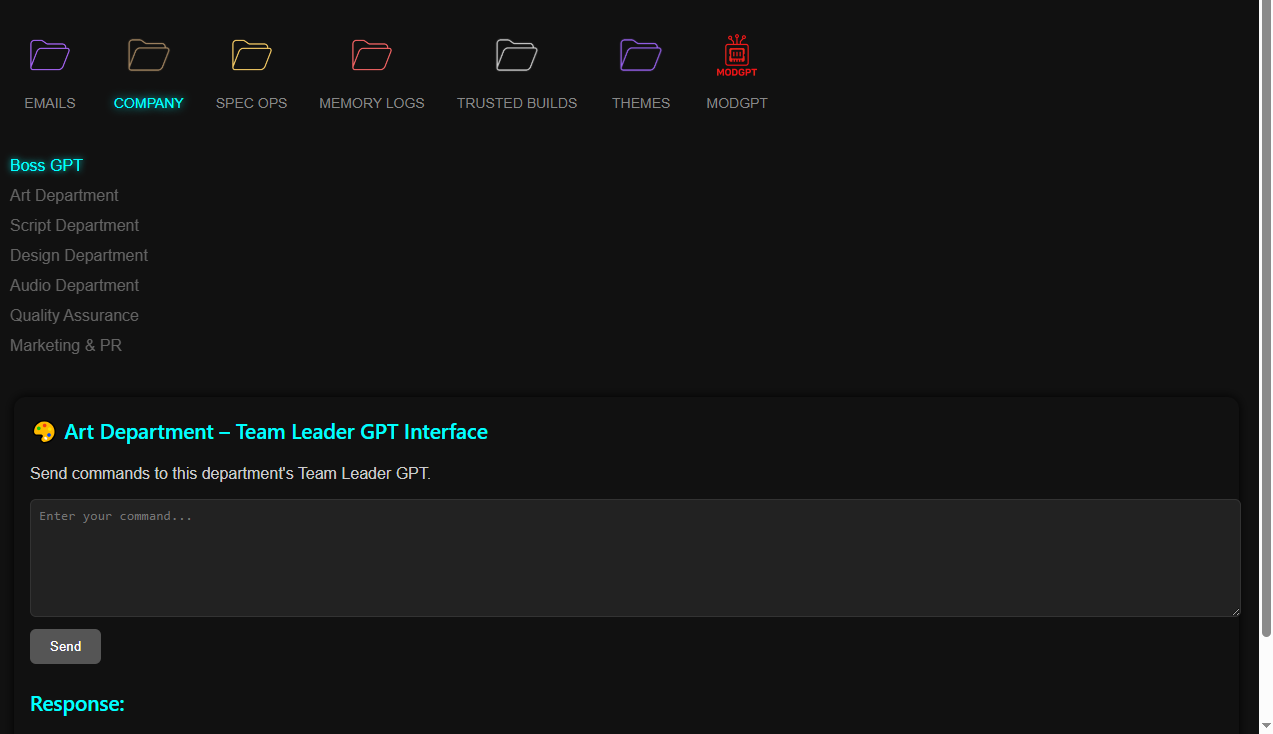 MODGPT
EMAILS COMPANY SPEC OPS MEMORY LOGS TRUSTED BUILDS THEMES MODGPT
Boss GPT
Art Department
Script Department
Design Department
Audio Department
Quality Assurance
Marketing & PR
🎨 Art Department – Team Leader GPT Interface
Send commands to this department's Team Leader GPT.
Enter your command...
Send
Response: